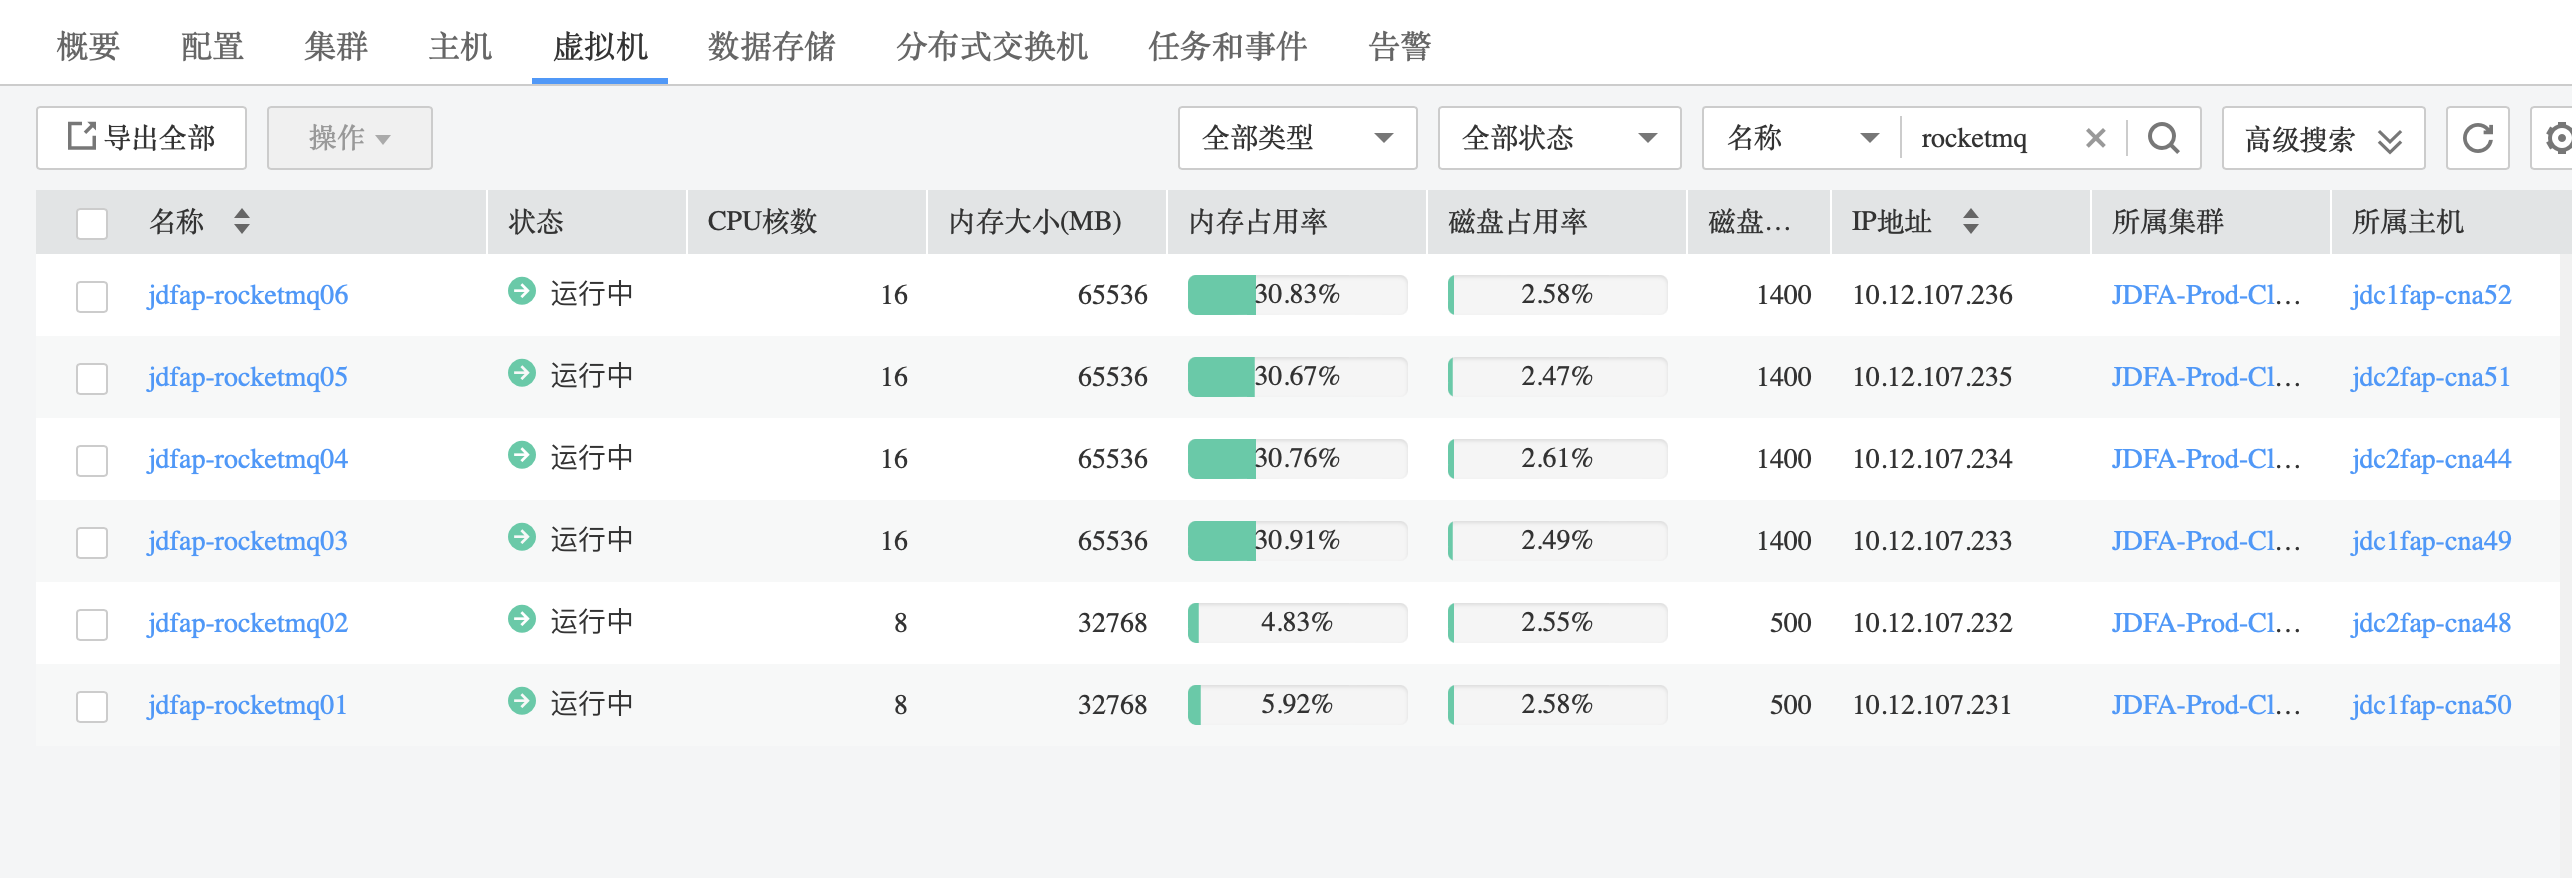 概要 配置 集群 主机 虚拟机 数据存储 分布式交换机 任务和事件 告警
导出全部 操作 全部类型 全部状态 名称 rocketmq 高级搜索
名称 状态 CPU核数 内存大小(MB) 内存占用率 磁盘占用率 磁盘... IP地址 所属集群 所属主机
jdfap-rocketmq06 运行中 16 65536 30.83% 2.58% 1400 10.12.107.236 JDFA-Prod-Cl... jdc1fap-cna52
jdfap-rocketmq05 运行中 16 65536 30.67% 2.47% 1400 10.12.107.235 JDFA-Prod-Cl... jdc2fap-cna51
jdfap-rocketmq04 运行中 16 65536 30.76% 2.61% 1400 10.12.107.234 JDFA-Prod-Cl... jdc2fap-cna44
jdfap-rocketmq03 运行中 16 65536 30.91% 2.49% 1400 10.12.107.233 JDFA-Prod-Cl... jdc1fap-cna49
jdfap-rocketmq02 运行中 8 32768 4.83% 2.55% 500 10.12.107.232 JDFA-Prod-Cl... jdc2fap-cna48
jdfap-rocketmq01 运行中 8 32768 5.92% 2.58% 500 10.12.107.231 JDFA-Prod-Cl... jdc1fap-cna50